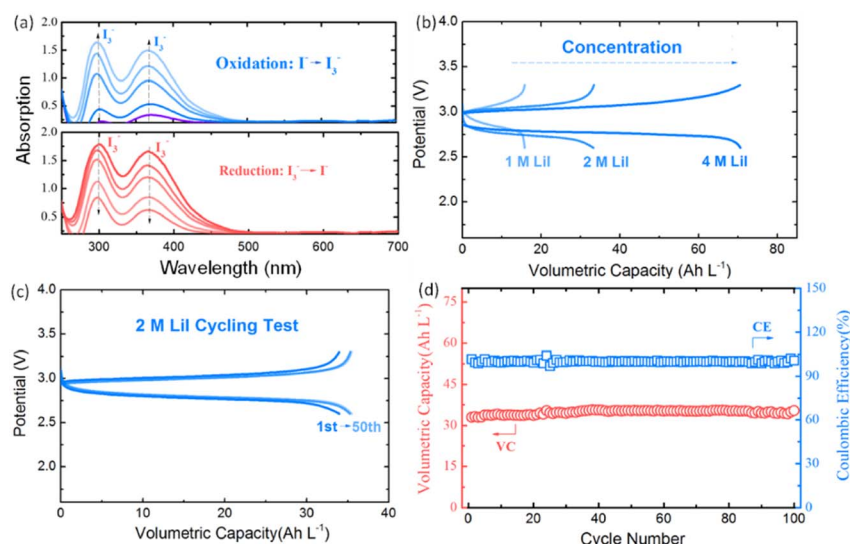 (a)
2.0
1.5
1.0
0.5
I₃⁻
I₃⁻
Oxidation: I⁻→ I₃⁻
2.0
1.5
1.0
0.5
I₃⁻
I₃⁻
Reduction: I₃⁻→ I⁻
Absorption
300 400 500 600 700
Wavelength (nm)
(b)
4.0
3.5
3.0
2.5
2.0
Potential (V)
Concentration
1 M LiI 2 M LiI 4 M LiI
0 20 40 60 80
Volumetric Capacity (Ah L⁻¹)
(c)
4.0
3.5
3.0
2.5
2.0
Potential (V)
2 M LiI Cycling Test
1st→50th
0 10 20 30 40
Volumetric Capacity(Ah L⁻¹)
(d)
75
60
45
30
15
0
Volumetric Capacity(Ah L⁻¹)
CE
VC
150
100
50
0
Coulombic Efficiency(%)
0 20 40 60 80 100
Cycle Number